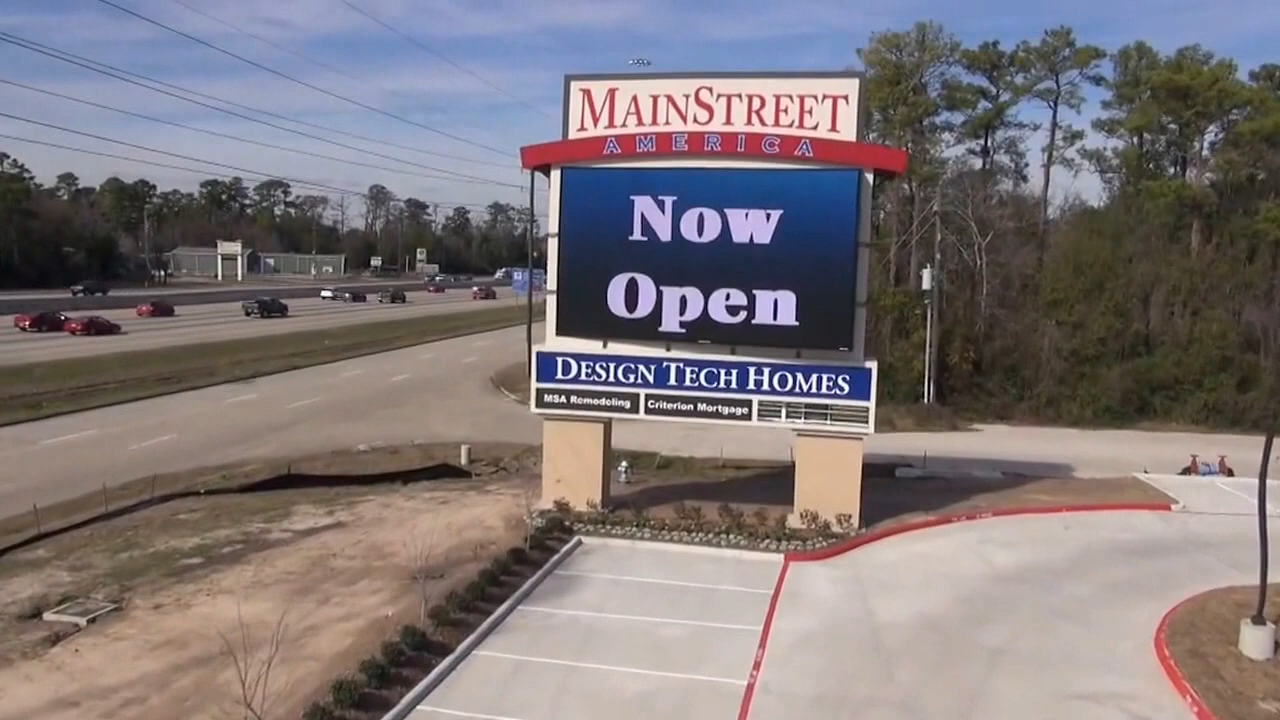 MAINSTREET
AMERICA
Now
Open
DESIGN TECH HOMES
MSA Remodeling
Criterion Mortgage